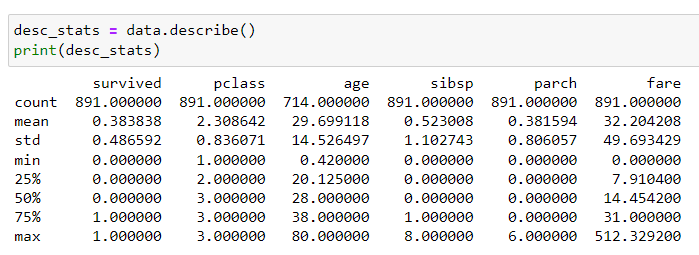 desc_stats = data.describe()
print(desc_stats)
survived pclass age sibsp parch fare
count 891.000000 891.000000 714.000000 891.000000 891.000000 891.000000
mean 0.383838 2.308642 29.699118 0.523008 0.381594 32.204208
std 0.486592 0.836071 14.526497 1.102743 0.806057 49.693429
min 0.000000 1.000000 0.420000 0.000000 0.000000 0.000000
25% 0.000000 2.000000 20.125000 0.000000 0.000000 7.910400
50% 0.000000 3.000000 28.000000 0.000000 0.000000 14.454200
75% 1.000000 3.000000 38.000000 1.000000 0.000000 31.000000
max 1.000000 3.000000 80.000000 8.000000 6.000000 512.329200